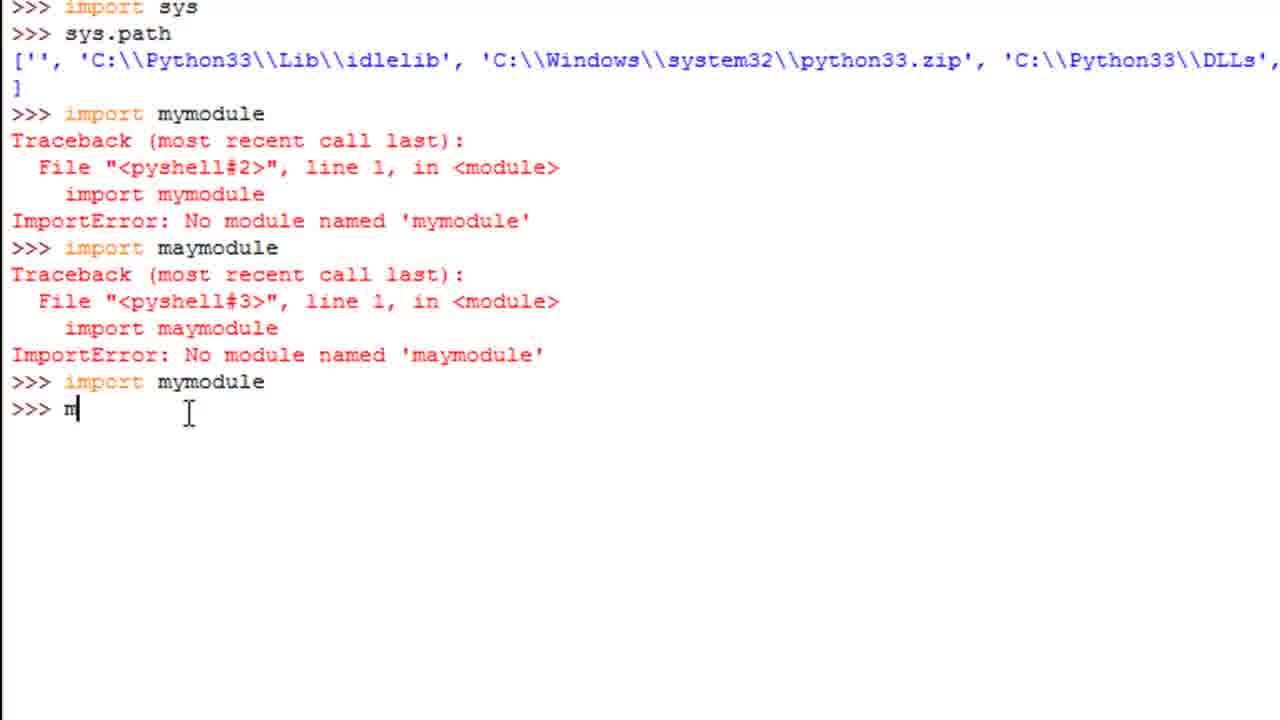 >>> import sys
>>> sys.path
['', 'C:\\Python33\\Lib\\idlelib', 'C:\\Windows\\system32\\python33.zip', 'C:\\Python33\\DLLs',
]
>>> import mymodule
Traceback (most recent call last):
  File "<pyshell#2>", line 1, in <module>
    import mymodule
ImportError: No module named 'mymodule'
>>> import maymodule
Traceback (most recent call last):
  File "<pyshell#3>", line 1, in <module>
    import maymodule
ImportError: No module named 'maymodule'
>>> import mymodule
>>> m